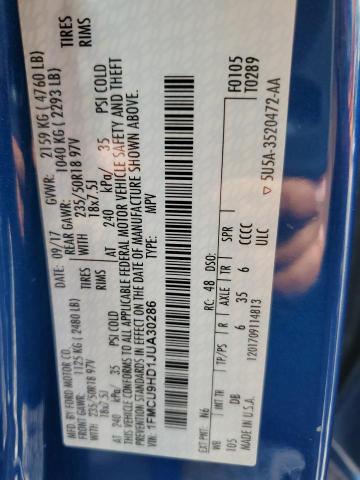 MFD. BY FORD MOTOR CO.
DATE: 09/17 GVWR: 2159 KG (4760 LB)
FRONT GAWR: 1125 KG (2480 LB) REAR GAWR: 1040 KG (2293 LB)
235/50R18 97V TIRES 235/50R18 97V TIRES
18x7.5J RIMS 18x7.5J RIMS
AT 240 kPa/ 35 PSI COLD AT 240 kPa/ 35 PSI COLD
THIS VEHICLE CONFORMS TO ALL APPLICABLE FEDERAL MOTOR VEHICLE SAFETY AND THEFT
PREVENTION STANDARDS IN EFFECT ON THE DATE OF MANUFACTURE SHOWN ABOVE.
VIN: 1FMCU9HD1JUA30286
TYPE: MPV
F0105
T0289
EXT PNT: N6 RC: 48 DSO:
WB INT TR TP/PS R AXLE TR SPR
105 DB 6 35 6 CCCC
MADE IN U.S.A. ULC
1201709114813
▽ 5U5A-3520472-AA